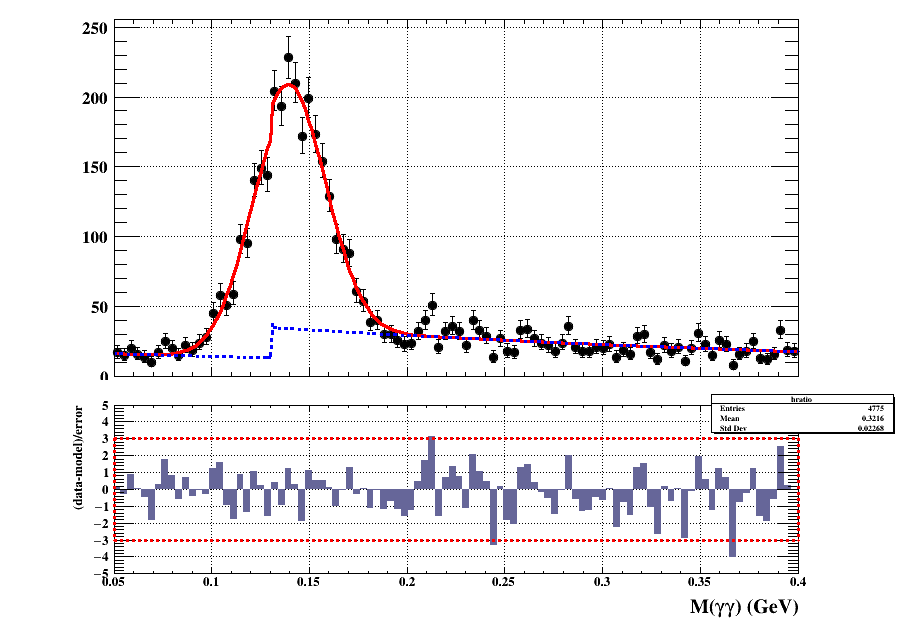 250
200
150
100
50
0
hratio
Entries 4775
Mean 0.3216
Std Dev 0.02268
(data-model)/error
5
4
3
2
1
0
−1
−2
−3
−4
−5
0.05 0.1 0.15 0.2 0.25 0.3 0.35 0.4
M(γγ) (GeV)